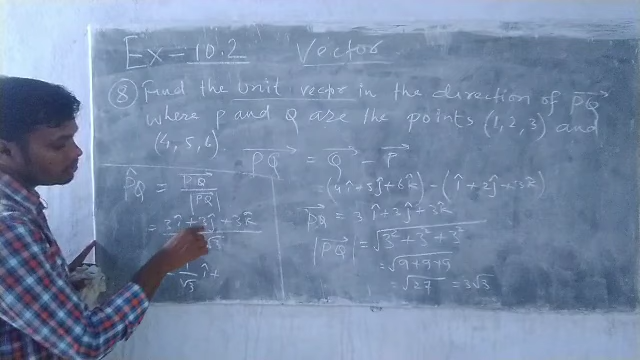 Ex - 10.2 Vector
⑧ Find the unit vector in the direction of PQ⃗
where P and Q are the points (1, 2, 3) and
(4, 5, 6). PQ⃗ = Q⃗ - P⃗
= (4î + 5ĵ + 6k̂) - (î + 2ĵ + 3k̂)
PQ⃗ = 3î + 3ĵ + 3k̂
|PQ⃗| = √3² + 3² + 3²
= √9 + 9 + 9
= √27 = 3√3
P̂Q = PQ⃗ / |PQ⃗|
= 3î + 3ĵ + 3k̂
√3
1/√3 î +